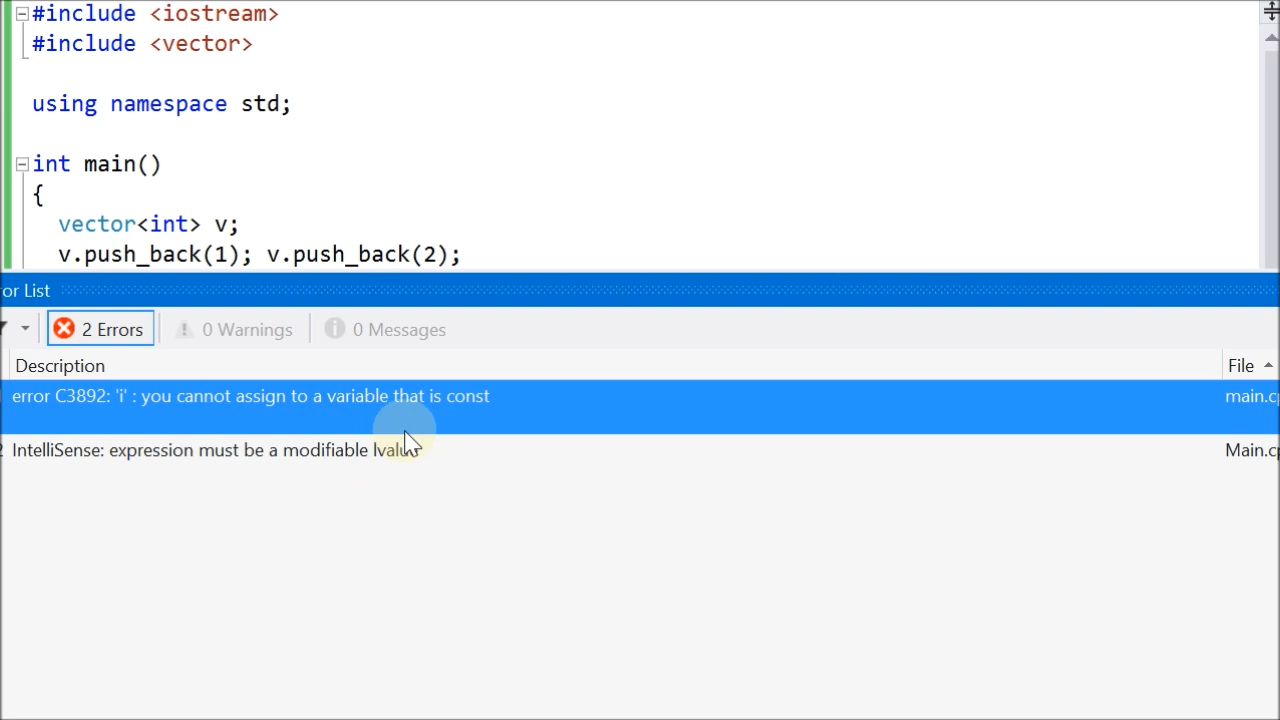 #include <iostream>
#include <vector>
using namespace std;
int main()
{
vector<int> v;
v.push_back(1); v.push_back(2);
or List
2 Errors 0 Warnings 0 Messages
Description File
error C3892: 'i' : you cannot assign to a variable that is const main.c
2 IntelliSense: expression must be a modifiable lvalue Main.c